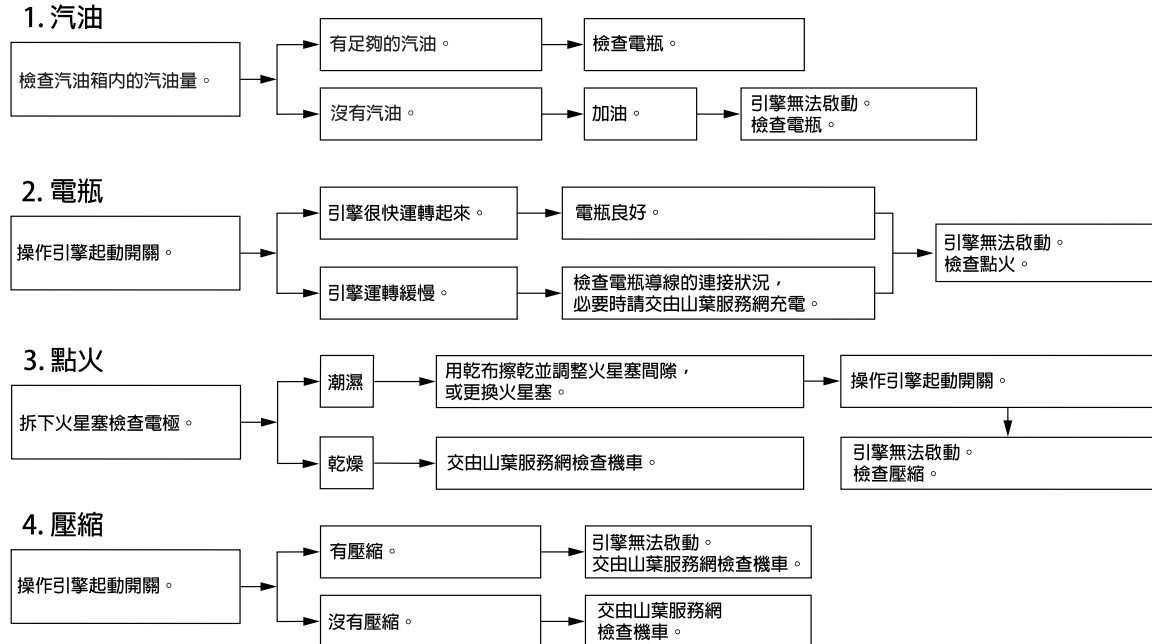 1. 汽油
檢查汽油箱内的汽油量。
有足夠的汽油。
檢查電瓶。
沒有汽油。
加油。
引擎無法啟動。
檢查電瓶。
2. 電瓶
操作引擎起動開關。
引擎很快運轉起來。
電瓶良好。
引擎運轉緩慢。
檢查電瓶導線的連接狀況，
必要時請交由山葉服務網充電。
引擎無法啟動。
檢查點火。
3. 點火
拆下火星塞檢查電極。
潮濕
用乾布擦乾並調整火星塞間隙，
或更換火星塞。
操作引擎起動開關。
乾燥
交由山葉服務網檢查機車。
引擎無法啟動。
檢查壓縮。
4. 壓縮
操作引擎起動開關。
有壓縮。
引擎無法啟動。
交由山葉服務網檢查機車。
沒有壓縮。
交由山葉服務網
檢查機車。